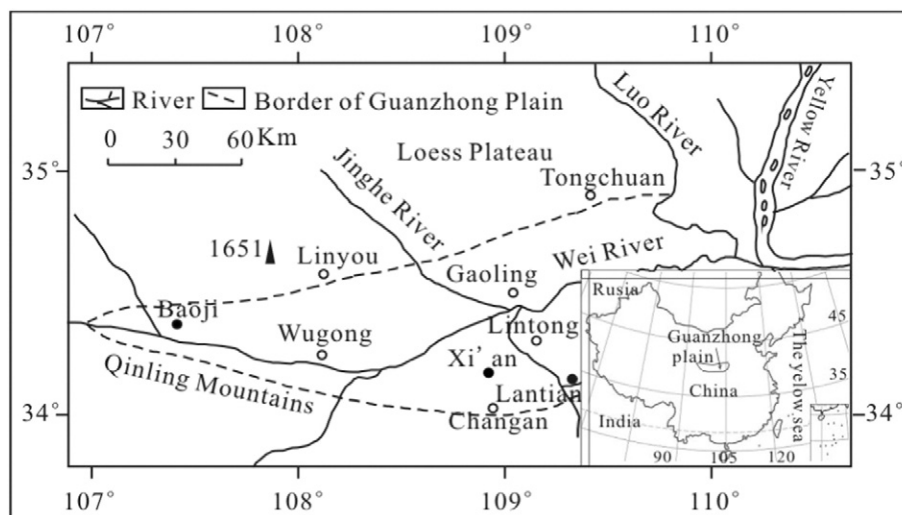 107° 108° 109° 110°
River Border of Guanzhong Plain
0 30 60 Km
Luo River
Yellow River
Loess Plateau
35° 35°
Jinghe River
Tongchuan
1651
Linyou
Wei River
Gaoling
Baoji
Wugong
Lintong
Xi' an
Qinling Mountains
Lantian
34° 34°
Changan
Rusia
45
Guanzhong
plain
The yellow sea
35
China
India
90 105 120
107° 108° 109° 110°